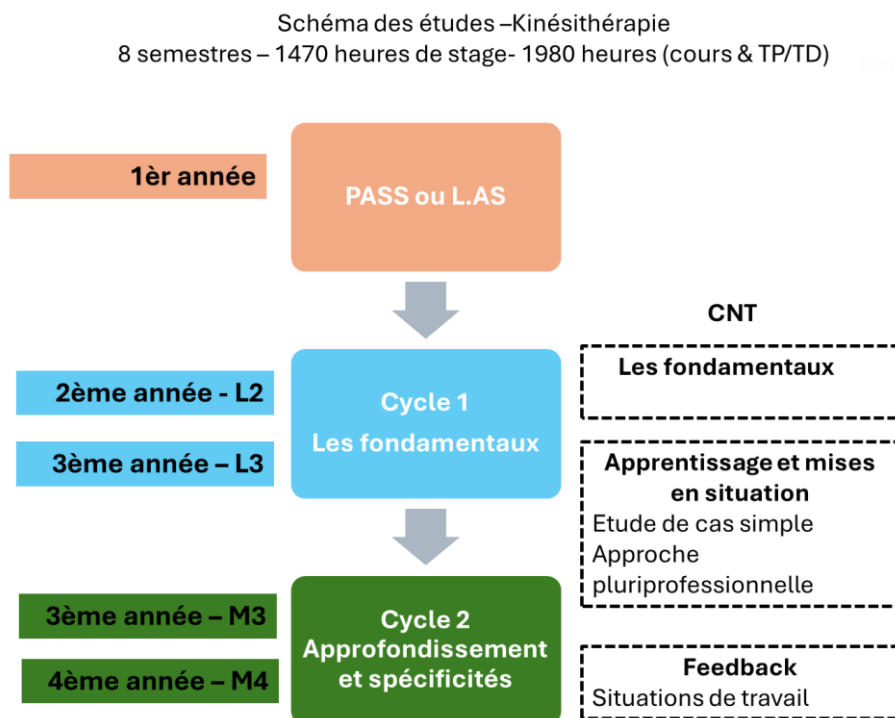 Schéma des études –Kinésithérapie
8 semestres – 1470 heures de stage- 1980 heures (cours & TP/TD)
1èr année
PASS ou L.AS
CNT
2ème année - L2
3ème année – L3
Cycle 1
Les fondamentaux
Les fondamentaux
Apprentissage et mises
en situation
Etude de cas simple
Approche
pluriprofessionnelle
3ème année – M3
4ème année – M4
Cycle 2
Approfondissement
et spécificités
Feedback
Situations de travail